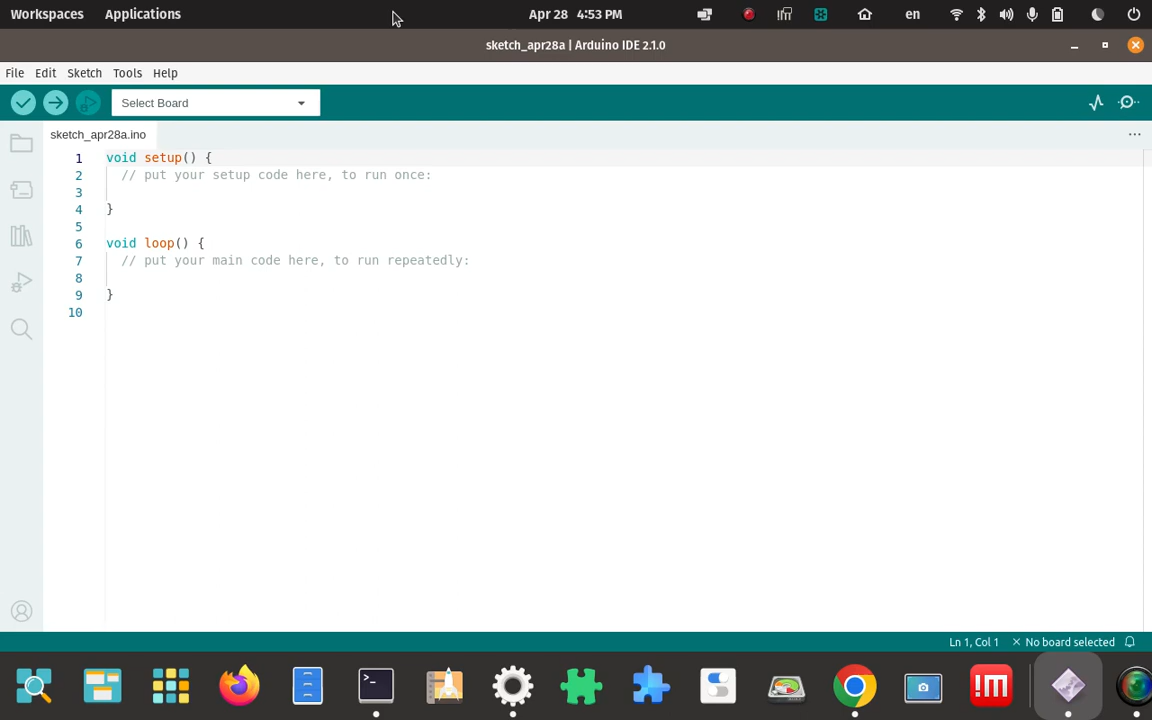 Workspaces Applications Apr 28 4:53 PM en
sketch_apr28a | Arduino IDE 2.1.0
File Edit Sketch Tools Help
Select Board
sketch_apr28a.ino
1 void setup() {
2 // put your setup code here, to run once:
3
4 }
5
6 void loop() {
7 // put your main code here, to run repeatedly:
8
9 }
10
Ln 1, Col 1 × No board selected
>_ !M